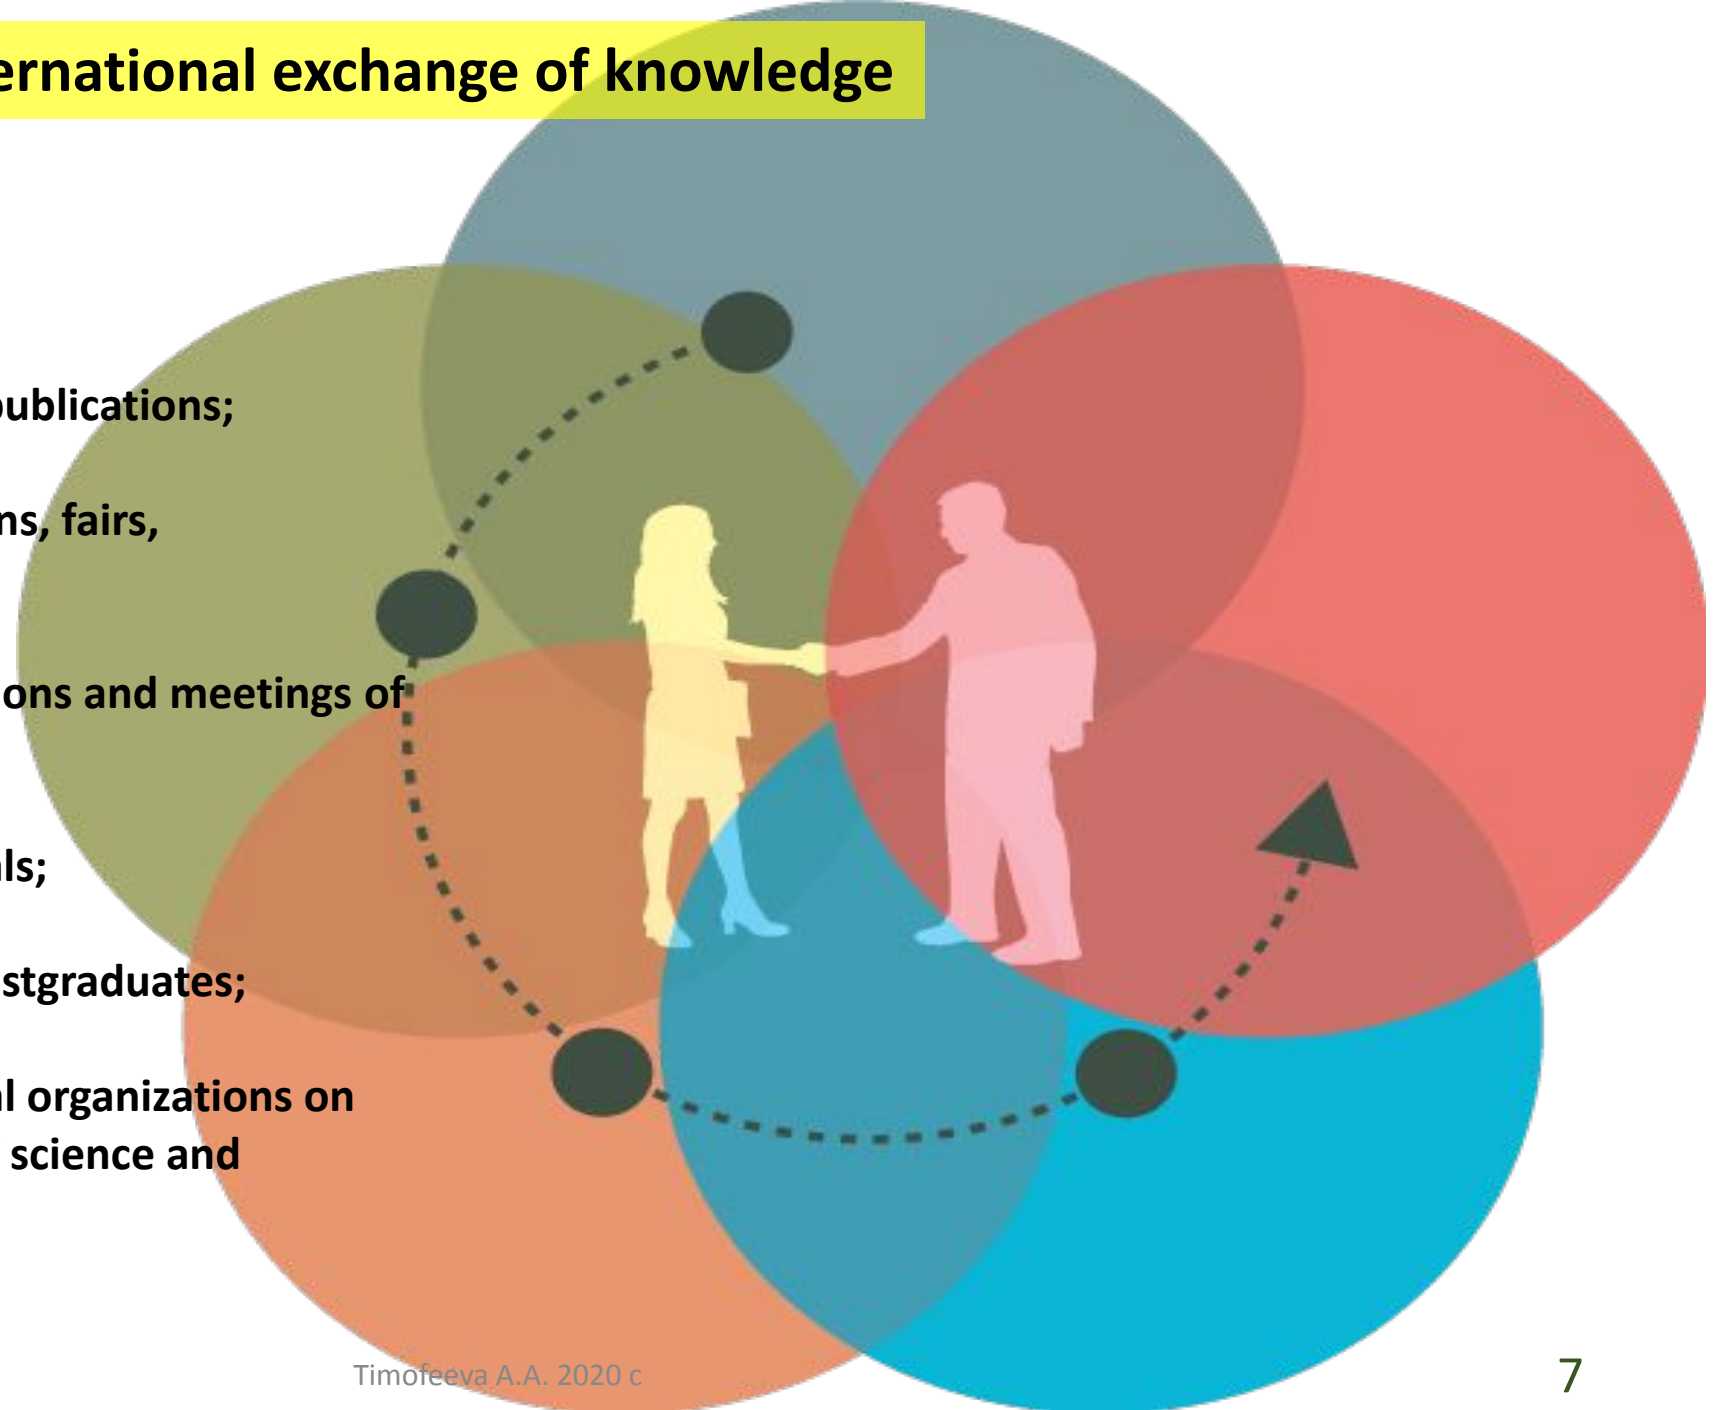 ernational exchange of knowledge
publications;
ns, fairs,
ons and meetings of
ls;
stgraduates;
l organizations on
science and
Timofeeva A.A. 2020 c
7